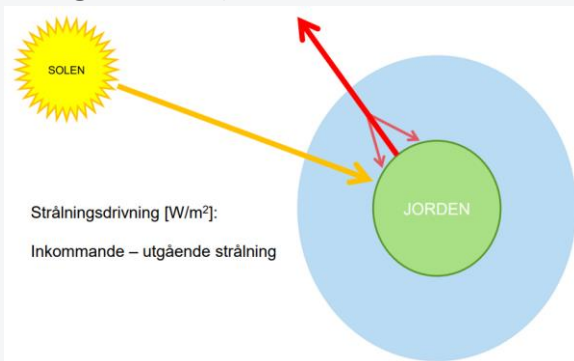 SOLEN
JORDEN
Strålningsdrivning [W/m²]:
Inkommande – utgående strålning